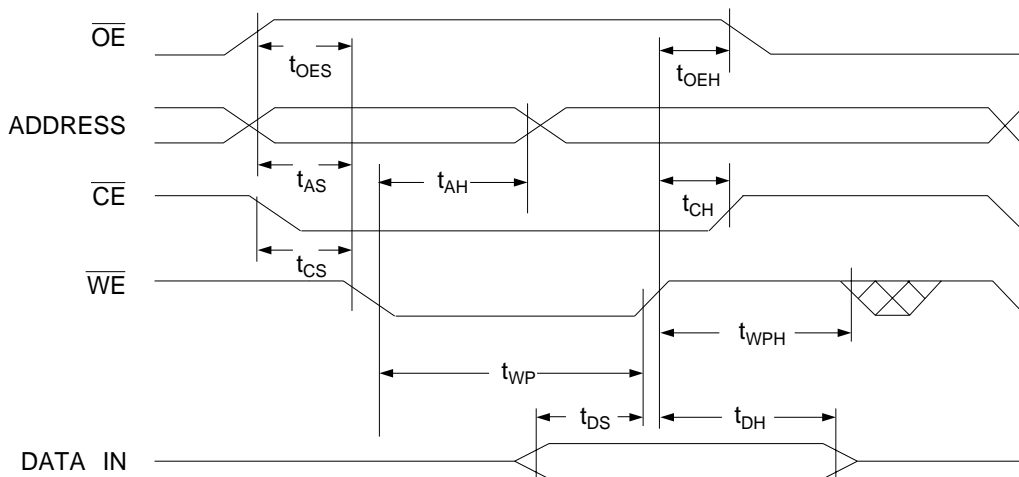 OE
tOES
tOEH
ADDRESS
tAS
tAH
CE
tCH
tCS
WE
tWPH
tWP
tDS
tDH
DATA IN